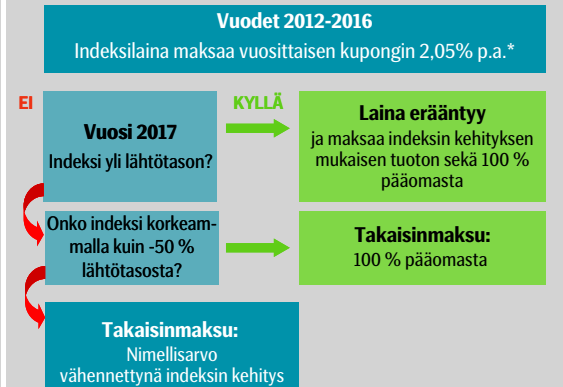 Vuodet 2012-2016
Indeksilaina maksaa vuosittaisen kupongin 2,05% p.a.*
EI
KYLLÄ
Vuosi 2017
Indeksi yli lähtötason?
Laina erääntyy
ja maksaa indeksin kehityksen
mukaisen tuoton sekä 100 %
pääomasta
Onko indeksi korkeam-
malla kuin -50 %
lähtötasosta?
Takaisinmaksu:
100 % pääomasta
Takaisinmaksu:
Nimellisarvo
vähennettynä indeksin kehitys